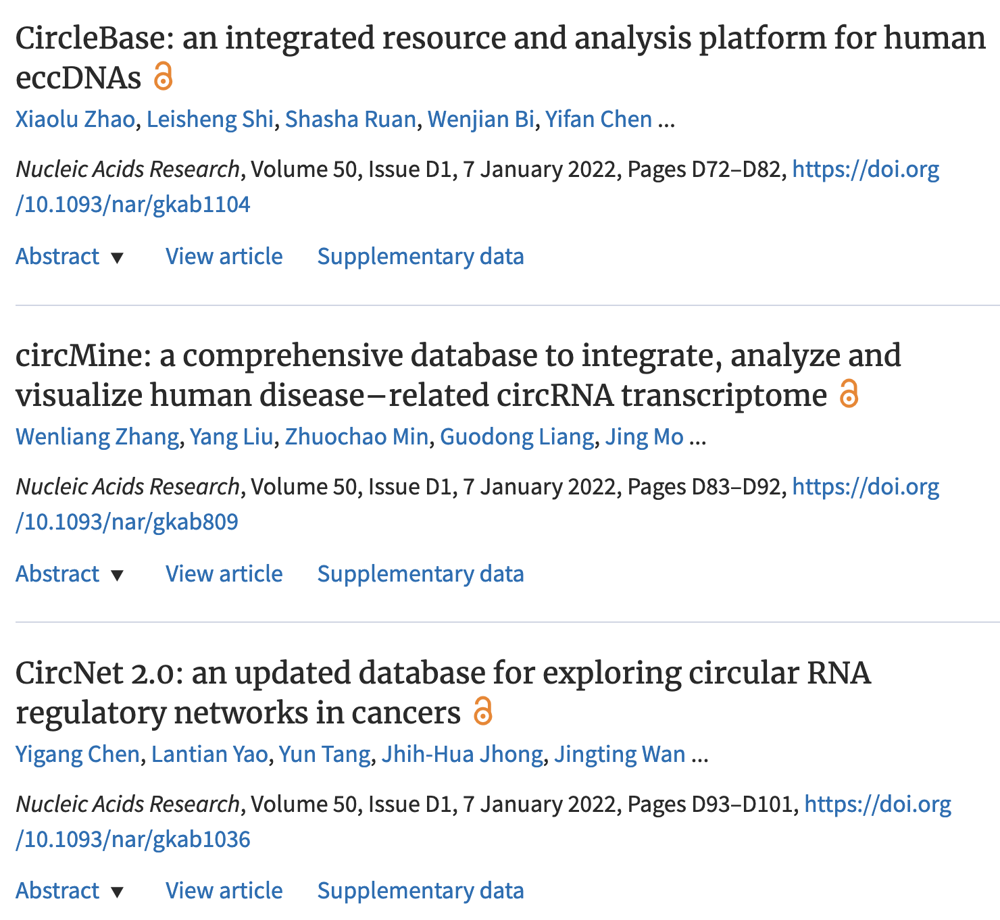 CircleBase: an integrated resource and analysis platform for human
eccDNAs
Xiaolu Zhao, Leisheng Shi, Shasha Ruan, Wenjian Bi, Yifan Chen ...
Nucleic Acids Research, Volume 50, Issue D1, 7 January 2022, Pages D72–D82, https://doi.org
/10.1093/nar/gkab1104
Abstract ▼ View article Supplementary data
circMine: a comprehensive database to integrate, analyze and
visualize human disease–related circRNA transcriptome
Wenliang Zhang, Yang Liu, Zhuochao Min, Guodong Liang, Jing Mo ...
Nucleic Acids Research, Volume 50, Issue D1, 7 January 2022, Pages D83–D92, https://doi.org
/10.1093/nar/gkab809
Abstract ▼ View article Supplementary data
CircNet 2.0: an updated database for exploring circular RNA
regulatory networks in cancers
Yigang Chen, Lantian Yao, Yun Tang, Jhih-Hua Jhong, Jingting Wan ...
Nucleic Acids Research, Volume 50, Issue D1, 7 January 2022, Pages D93–D101, https://doi.org
/10.1093/nar/gkab1036
Abstract ▼ View article Supplementary data